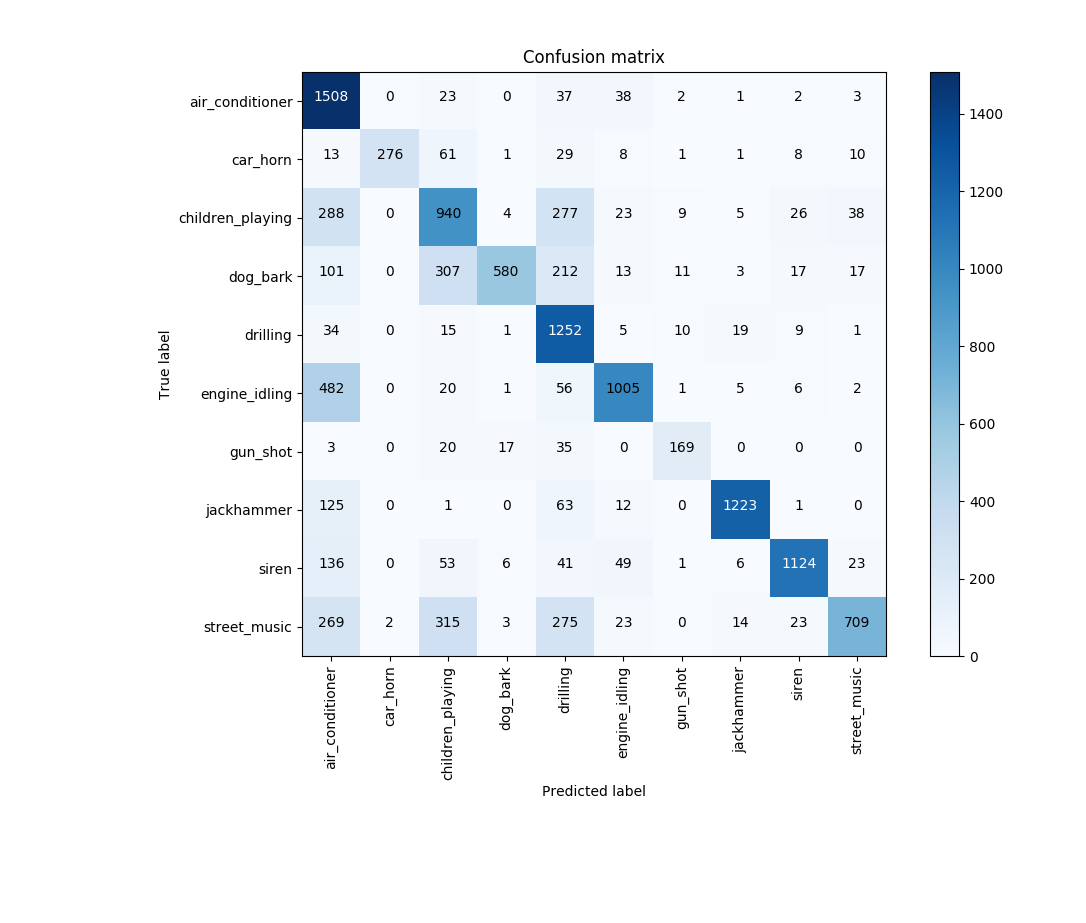 Confusion matrix
air_conditioner 1508 0 23 0 37 38 2 1 2 3
car_horn 13 276 61 1 29 8 1 1 8 10
children_playing 288 0 940 4 277 23 9 5 26 38
dog_bark 101 0 307 580 212 13 11 3 17 17
drilling 34 0 15 1 1252 5 10 19 9 1
engine_idling 482 0 20 1 56 1005 1 5 6 2
gun_shot 3 0 20 17 35 0 169 0 0 0
jackhammer 125 0 1 0 63 12 0 1223 1 0
siren 136 0 53 6 41 49 1 6 1124 23
street_music 269 2 315 3 275 23 0 14 23 709
True label
air_conditioner
car_horn
children_playing
dog_bark
drilling
engine_idling
gun_shot
jackhammer
siren
street_music
Predicted label
1400
1200
1000
800
600
400
200
0